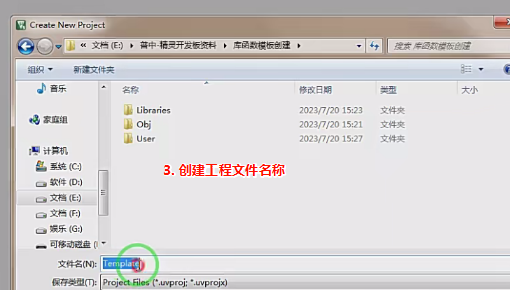 Create New Project
« 文档 (E:) ▸ 普中-精灵开发板资料 ▸ 库函数模板创建 ▸
搜索 库函数模板创建
组织 新建文件夹
名称 修改日期 类型 大小
音乐
家庭组
计算机
系统 (C:)
软件 (D:)
文档 (E:)
文档 (F:)
娱乐 (G:)
可移动磁盘 (
Libraries 2023/7/20 15:23 文件夹
Obj 2023/7/20 15:21 文件夹
User 2023/7/20 15:27 文件夹
3. 创建工程文件名称
文件名(N): Template
保存类型(T): Project Files (*.uvproj; *.uvprojx)